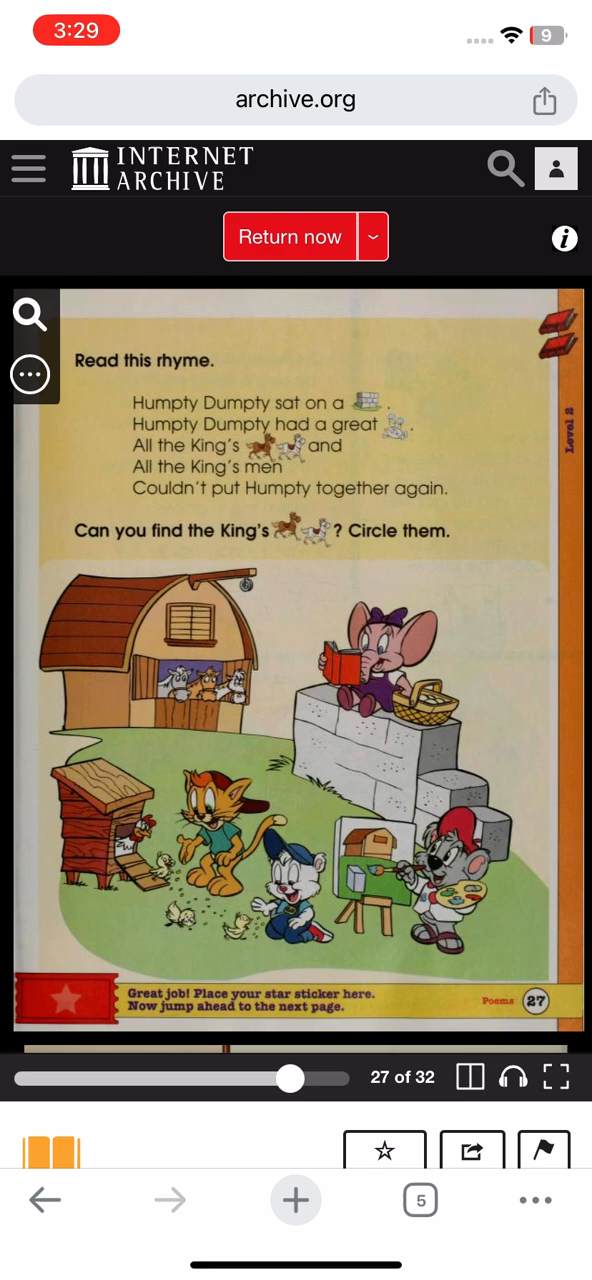 3:29
9
archive.org
INTERNET
ARCHIVE
Return now
Read this rhyme.
Humpty Dumpty sat on a .
Humpty Dumpty had a great .
All the King's and
All the King's men
Couldn't put Humpty together again.
Can you find the King's ? Circle them.
Level 2
Great job! Place your star sticker here.
Now jump ahead to the next page.
Poems 27
27 of 32
5